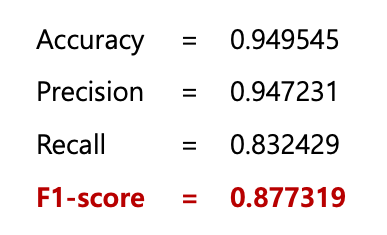 Accuracy = 0.949545
Precision = 0.947231
Recall = 0.832429
F1-score = 0.877319